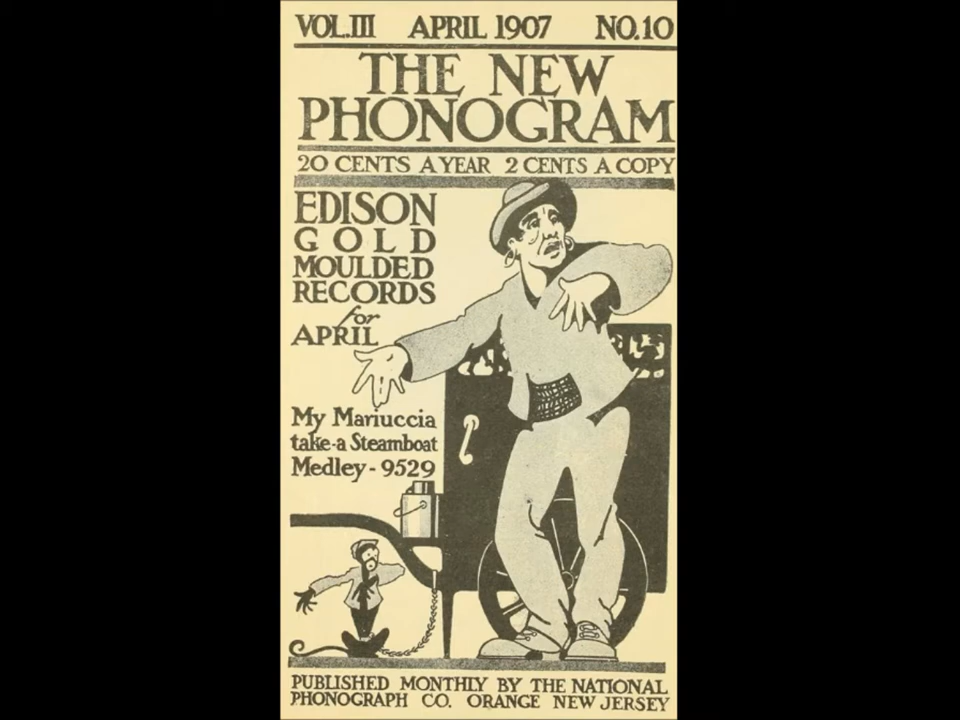 VOL.III APRIL 1907 NO.10
THE NEW
PHONOGRAM
20 CENTS A YEAR 2 CENTS A COPY
EDISON
GOLD
MOULDED
RECORDS
for
APRIL
My Mariuccia
take-a Steamboat
Medley - 9529
PUBLISHED MONTHLY BY THE NATIONAL
PHONOGRAPH CO. ORANGE NEW JERSEY